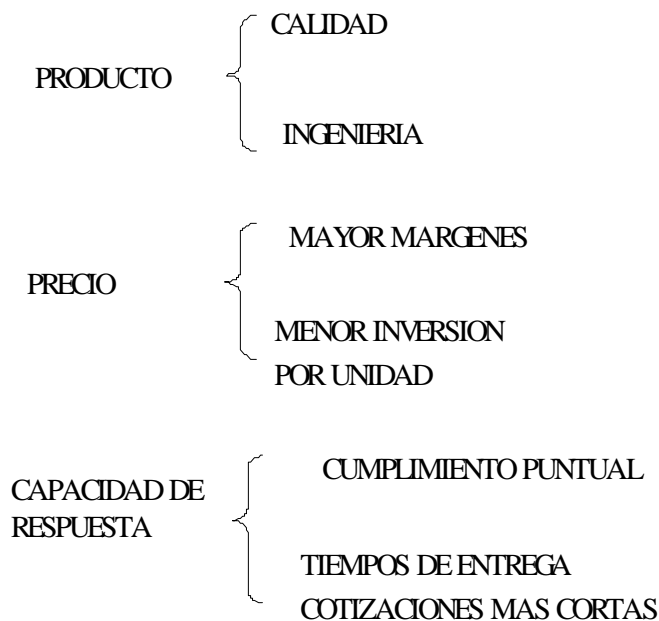 CALIDAD
PRODUCTO
INGENIERIA
MAYOR MARGENES
PRECIO
MENOR INVERSION
POR UNIDAD
CUMPLIMIENTO PUNTUAL
CAPACIDAD DE
RESPUESTA
TIEMPOS DE ENTREGA
COTIZACIONES MAS CORTAS